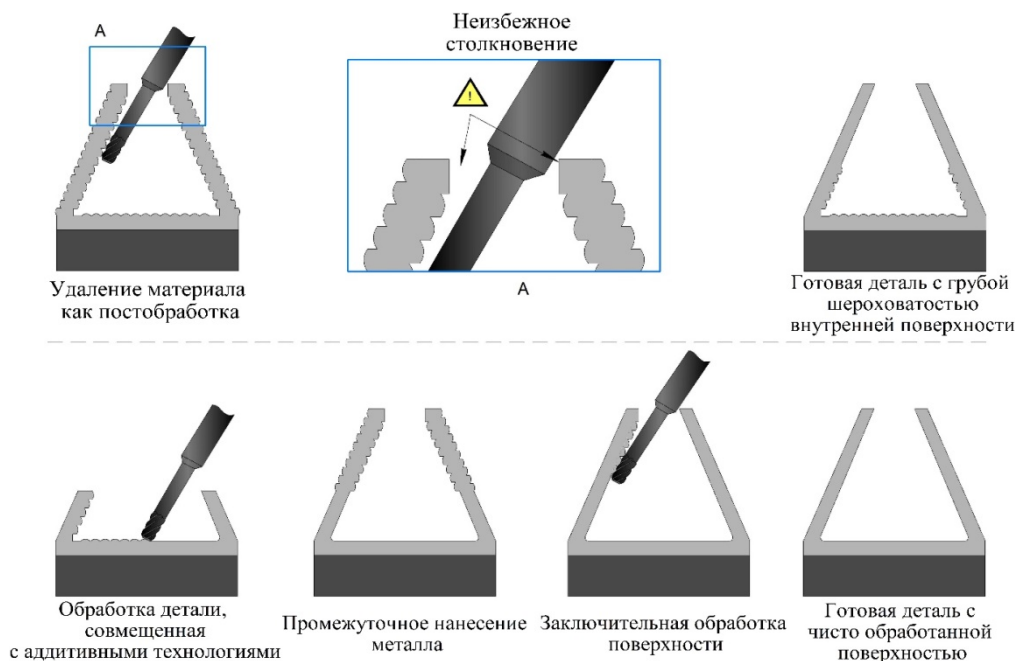 A
Неизбежное
столкновение
!
A
Удаление материала
как постобработка
Готовая деталь с грубой
шероховатостью
внутренней поверхности
Обработка детали,
совмещенная
с аддитивными технологиями
Промежуточное нанесение
металла
Заключительная обработка
поверхности
Готовая деталь с
чисто обработанной
поверхностью